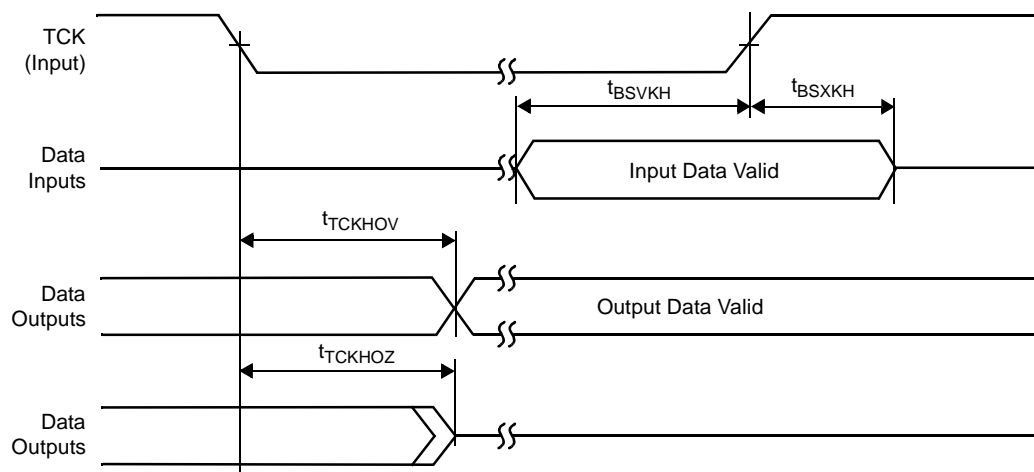 TCK
(Input)
tBSVKH
tBSXKH
Data
Inputs
Input Data Valid
tTCKHOV
Data
Outputs
Output Data Valid
tTCKHOZ
Data
Outputs